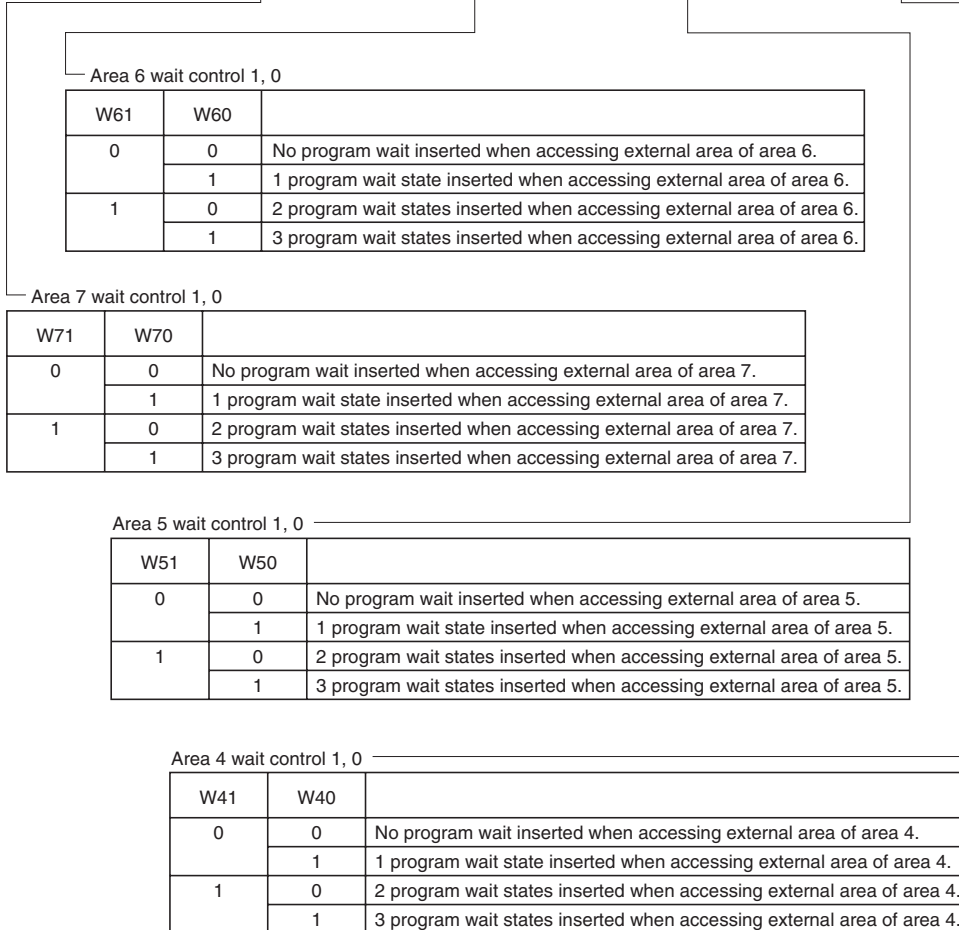 Area 6 wait control 1, 0
W61 W60
0 0 No program wait inserted when accessing external area of area 6.
1 1 program wait state inserted when accessing external area of area 6.
1 0 2 program wait states inserted when accessing external area of area 6.
1 3 program wait states inserted when accessing external area of area 6.
Area 7 wait control 1, 0
W71 W70
0 0 No program wait inserted when accessing external area of area 7.
1 1 program wait state inserted when accessing external area of area 7.
1 0 2 program wait states inserted when accessing external area of area 7.
1 3 program wait states inserted when accessing external area of area 7.
Area 5 wait control 1, 0
W51 W50
0 0 No program wait inserted when accessing external area of area 5.
1 1 program wait state inserted when accessing external area of area 5.
1 0 2 program wait states inserted when accessing external area of area 5.
1 3 program wait states inserted when accessing external area of area 5.
Area 4 wait control 1, 0
W41 W40
0 0 No program wait inserted when accessing external area of area 4.
1 1 program wait state inserted when accessing external area of area 4.
1 0 2 program wait states inserted when accessing external area of area 4.
1 3 program wait states inserted when accessing external area of area 4.